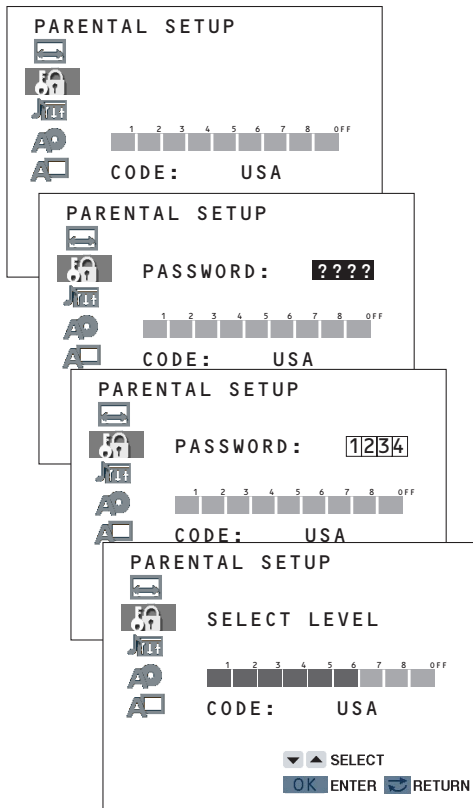 PARENTAL SETUP
1 2 3 4 5 6 7 8 OFF
CODE: USA
PARENTAL SETUP
PASSWORD: ????
1 2 3 4 5 6 7 8 OFF
CODE: USA
PARENTAL SETUP
PASSWORD: 1234
1 2 3 4 5 6 7 8 OFF
CODE: USA
PARENTAL SETUP
SELECT LEVEL
1 2 3 4 5 6 7 8 OFF
CODE: USA
SELECT
OK ENTER RETURN